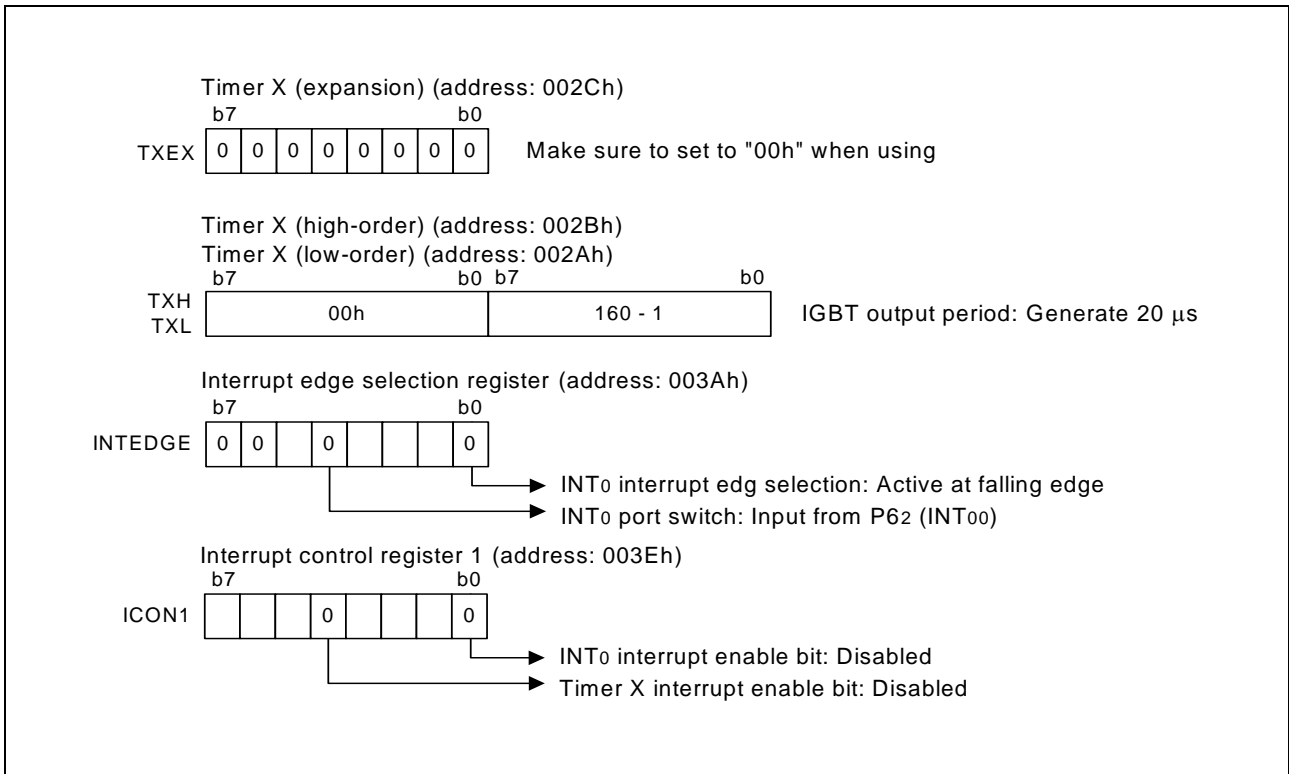 Timer X (expansion) (address: 002Ch)
b7 b0
TXEX 0 0 0 0 0 0 0 0 Make sure to set to "00h" when using
Timer X (high-order) (address: 002Bh)
Timer X (low-order) (address: 002Ah)
b7 b0 b7 b0
TXH
TXL 00h 160 - 1 IGBT output period: Generate 20 μs
Interrupt edge selection register (address: 003Ah)
b7 b0
INTEDGE 0 0 0 0
INT0 interrupt edg selection: Active at falling edge
INT0 port switch: Input from P62 (INT00)
Interrupt control register 1 (address: 003Eh)
b7 b0
ICON1 0 0
INT0 interrupt enable bit: Disabled
Timer X interrupt enable bit: Disabled